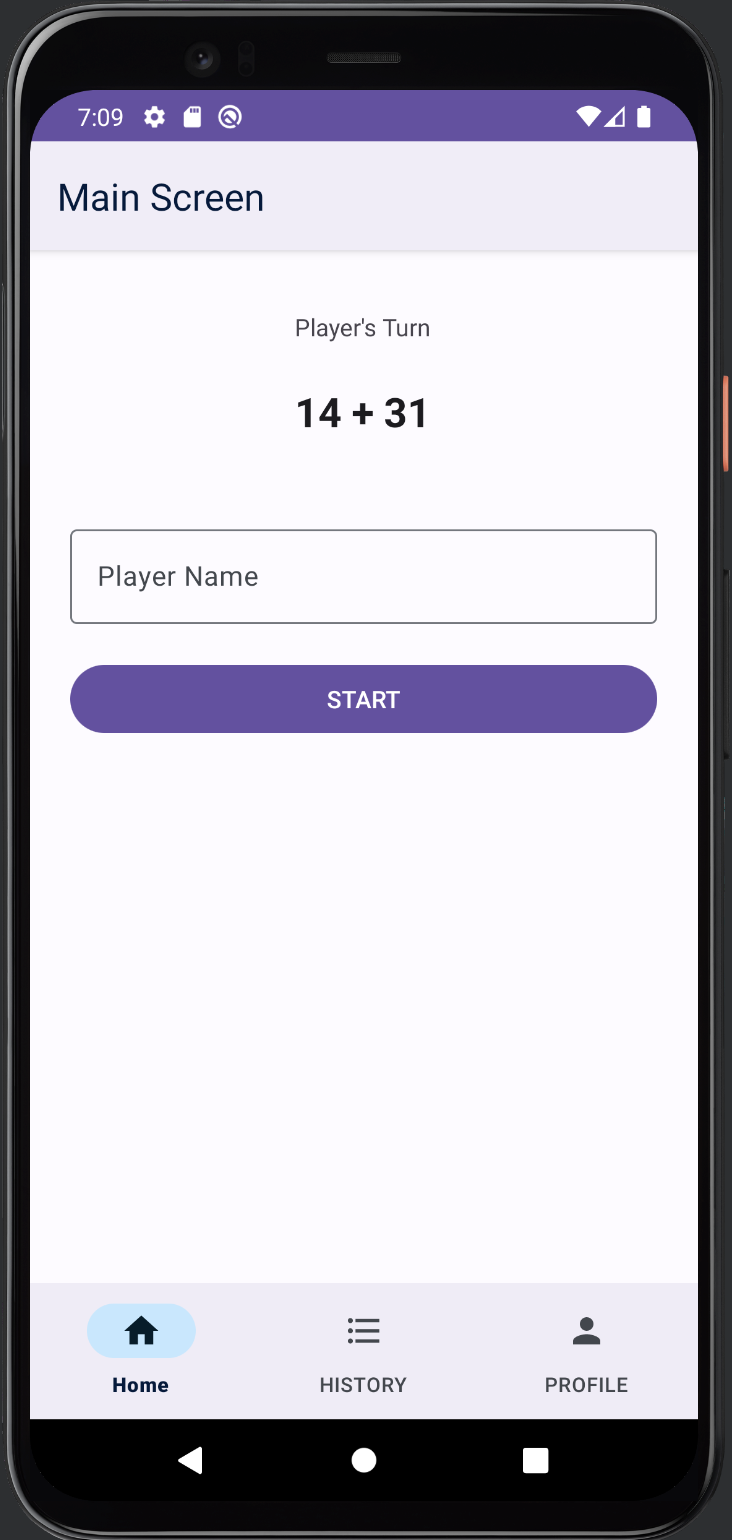 7:09
Main Screen
Player's Turn
14 + 31
Player Name
START
Home HISTORY PROFILE